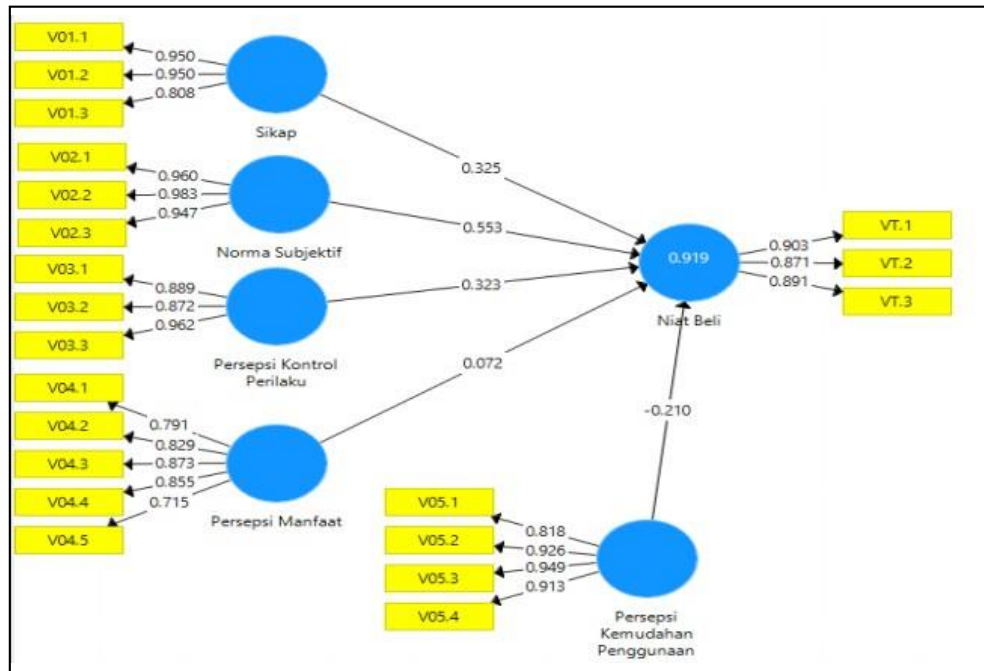 V01.1
V01.2
V01.3
0.950
0.950
0.808
Sikap
V02.1
V02.2
V02.3
0.960
0.983
0.947
Norma Subjektif
V03.1
V03.2
V03.3
0.889
0.872
0.962
Persepsi Kontrol
Perilaku
V04.1
V04.2
V04.3
V04.4
V04.5
0.791
0.829
0.873
0.855
0.715
Persepsi Manfaat
0.325
0.553
0.323
0.072
-0.210
0.919
Niat Beli
0.903
0.871
0.891
VT.1
VT.2
VT.3
V05.1
V05.2
V05.3
V05.4
0.818
0.926
0.949
0.913
Persepsi
Kemudahan
Penggunaan